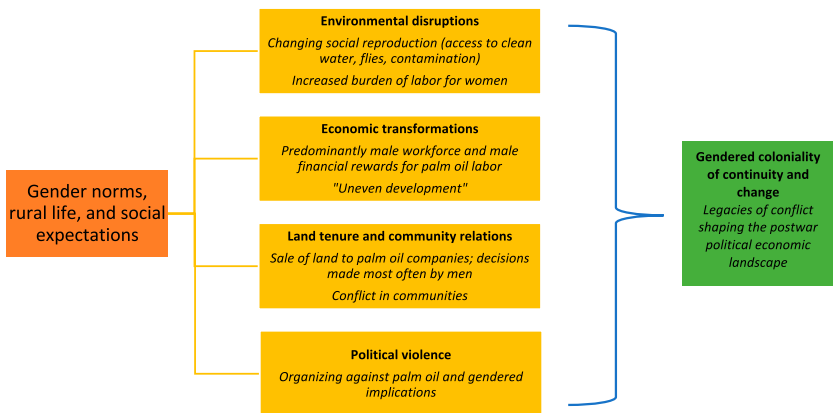 Gender norms,
rural life, and social
expectations
Environmental disruptions
Changing social reproduction (access to clean
water, flies, contamination)
Increased burden of labor for women
Economic transformations
Predominantly male workforce and male
financial rewards for palm oil labor
"Uneven development"
Land tenure and community relations
Sale of land to palm oil companies; decisions
made most often by men
Conflict in communities
Political violence
Organizing against palm oil and gendered
implications
Gendered coloniality
of continuity and
change
Legacies of conflict
shaping the postwar
political economic
landscape